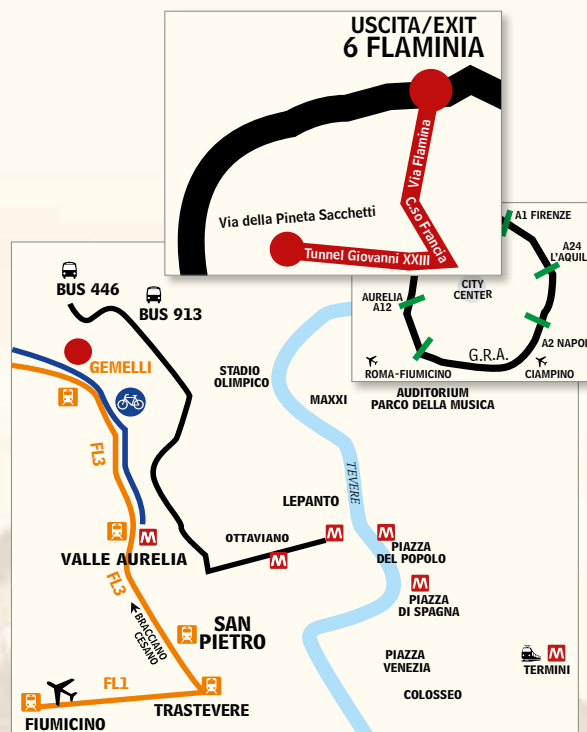 USCITA/EXIT
6 FLAMINIA
Via Flamina
C.so Francia
Via della Pineta Sacchetti
Tunnel Giovanni XXIII
A1 FIRENZE
A24
L'AQUIL
CITY
CENTER
AURELIA
A12
A2 NAPOL
G.R.A.
ROMA-FIUMICINO
CIAMPINO
BUS 446
BUS 913
GEMELLI
STADIO
OLIMPICO
MAXXI
AUDITORIUM
PARCO DELLA MUSICA
FL3
TEVERE
LEPANTO
M
OTTAVIANO
M
M
PIAZZA
DEL POPOLO
M
VALLE AURELIA
M
PIAZZA
DI SPAGNA
FL3
BRACCIANO
CESANO
SAN
PIETRO
PIAZZA
VENEZIA
M
TERMINI
COLOSSEO
FL1
TRASTEVERE
FIUMICINO